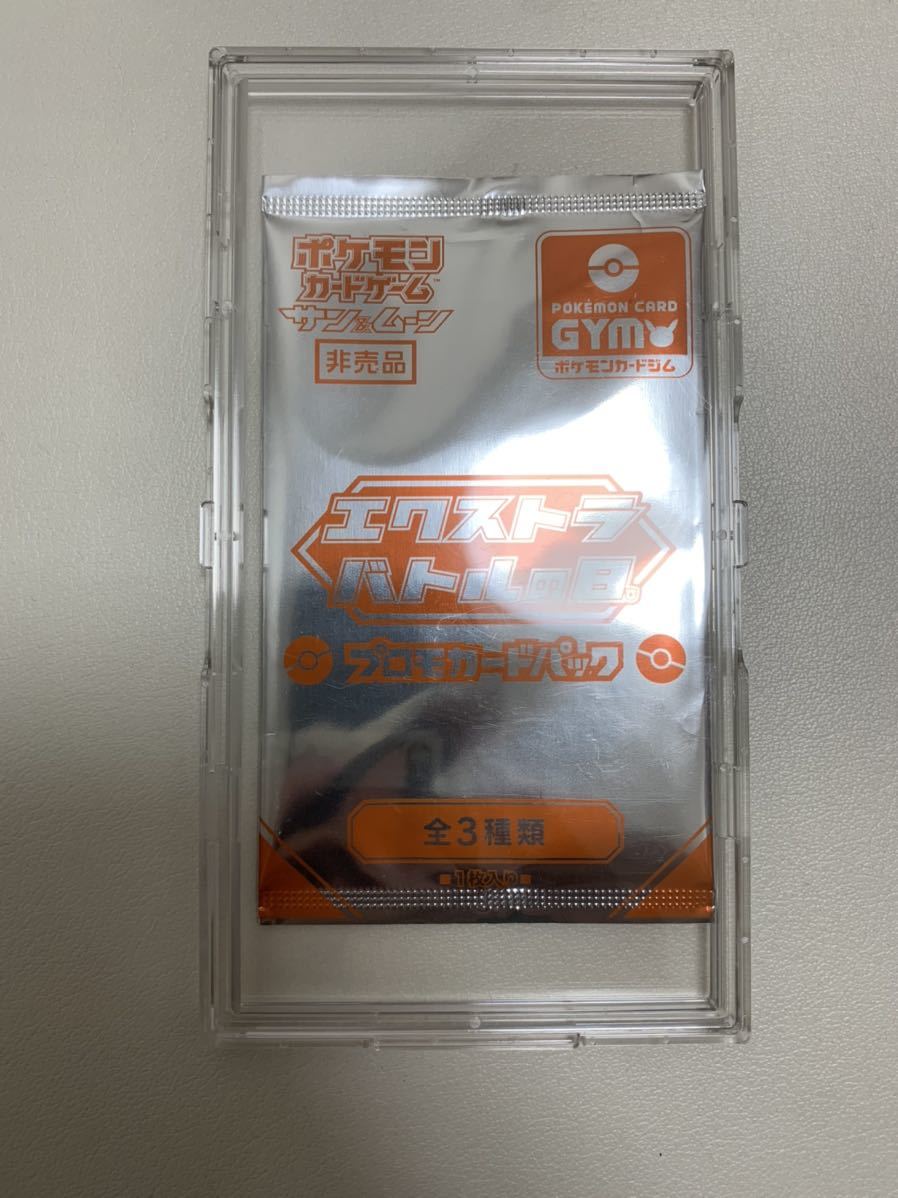 ポケモン
カードゲーム™
サン&ムーン
非売品
POKÉMON CARD
GYM
ポケモンカードジム
エクストラ
バトルの日
プロモカードパック
全3種類
■1枚入り■